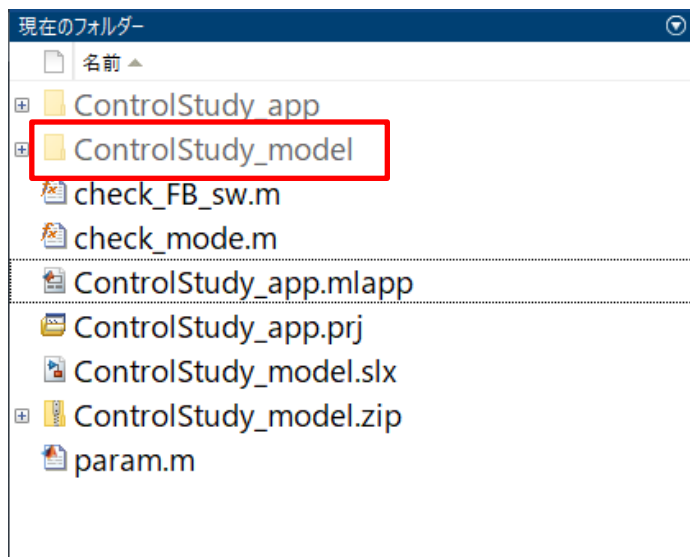 現在のフォルダー
名前
ControlStudy_app
ControlStudy_model
check_FB_sw.m
check_mode.m
ControlStudy_app.mlapp
ControlStudy_app.prj
ControlStudy_model.slx
ControlStudy_model.zip
param.m